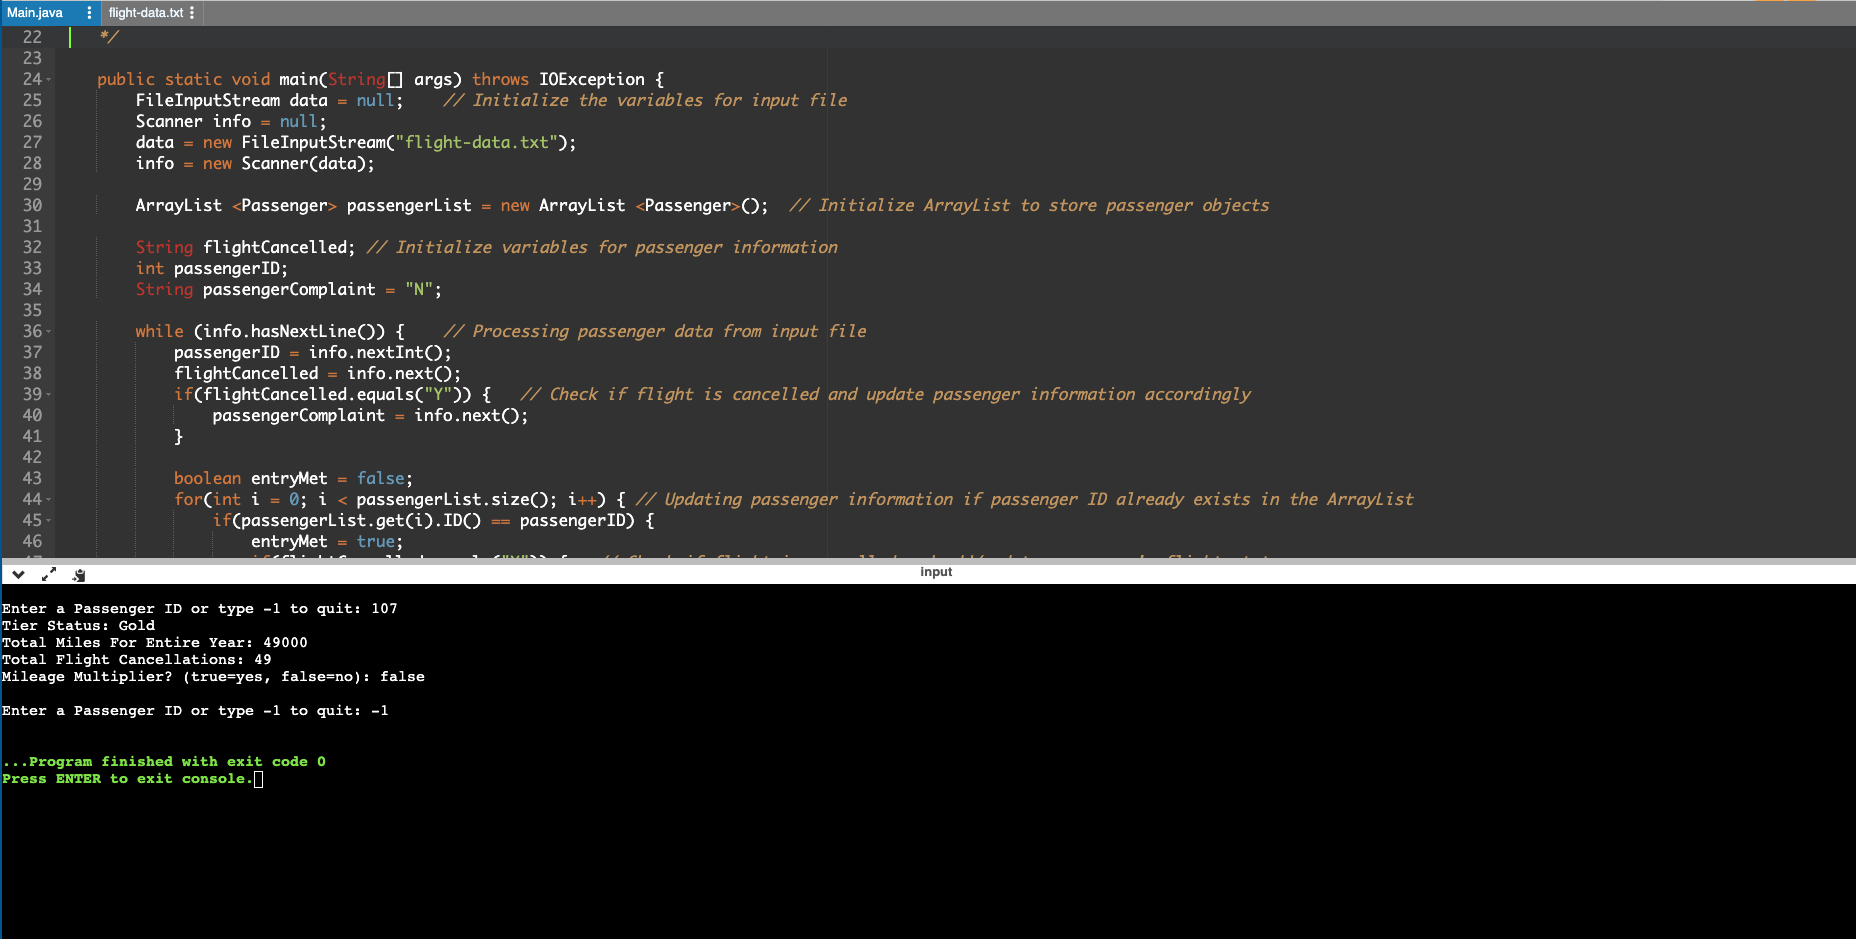 Main.java ⋮ flight-data.txt ⋮
22 */
23
24 public static void main(String[] args) throws IOException {
25 FileInputStream data = null; // Initialize the variables for input file
26 Scanner info = null;
27 data = new FileInputStream("flight-data.txt");
28 info = new Scanner(data);
29
30 ArrayList <Passenger> passengerList = new ArrayList <Passenger>(); // Initialize ArrayList to store passenger objects
31
32 String flightCancelled; // Initialize variables for passenger information
33 int passengerID;
34 String passengerComplaint = "N";
35
36 while (info.hasNextLine()) { // Processing passenger data from input file
37 passengerID = info.nextInt();
38 flightCancelled = info.next();
39 if(flightCancelled.equals("Y")) { // Check if flight is cancelled and update passenger information accordingly
40 passengerComplaint = info.next();
41 }
42
43 boolean entryMet = false;
44 for(int i = 0; i < passengerList.size(); i++) { // Updating passenger information if passenger ID already exists in the ArrayList
45 if(passengerList.get(i).ID() == passengerID) {
46 entryMet = true;
input
Enter a Passenger ID or type -1 to quit: 107
Tier Status: Gold
Total Miles For Entire Year: 49000
Total Flight Cancellations: 49
Mileage Multiplier? (true=yes, false=no): false
Enter a Passenger ID or type -1 to quit: -1
...Program finished with exit code 0
Press ENTER to exit console.